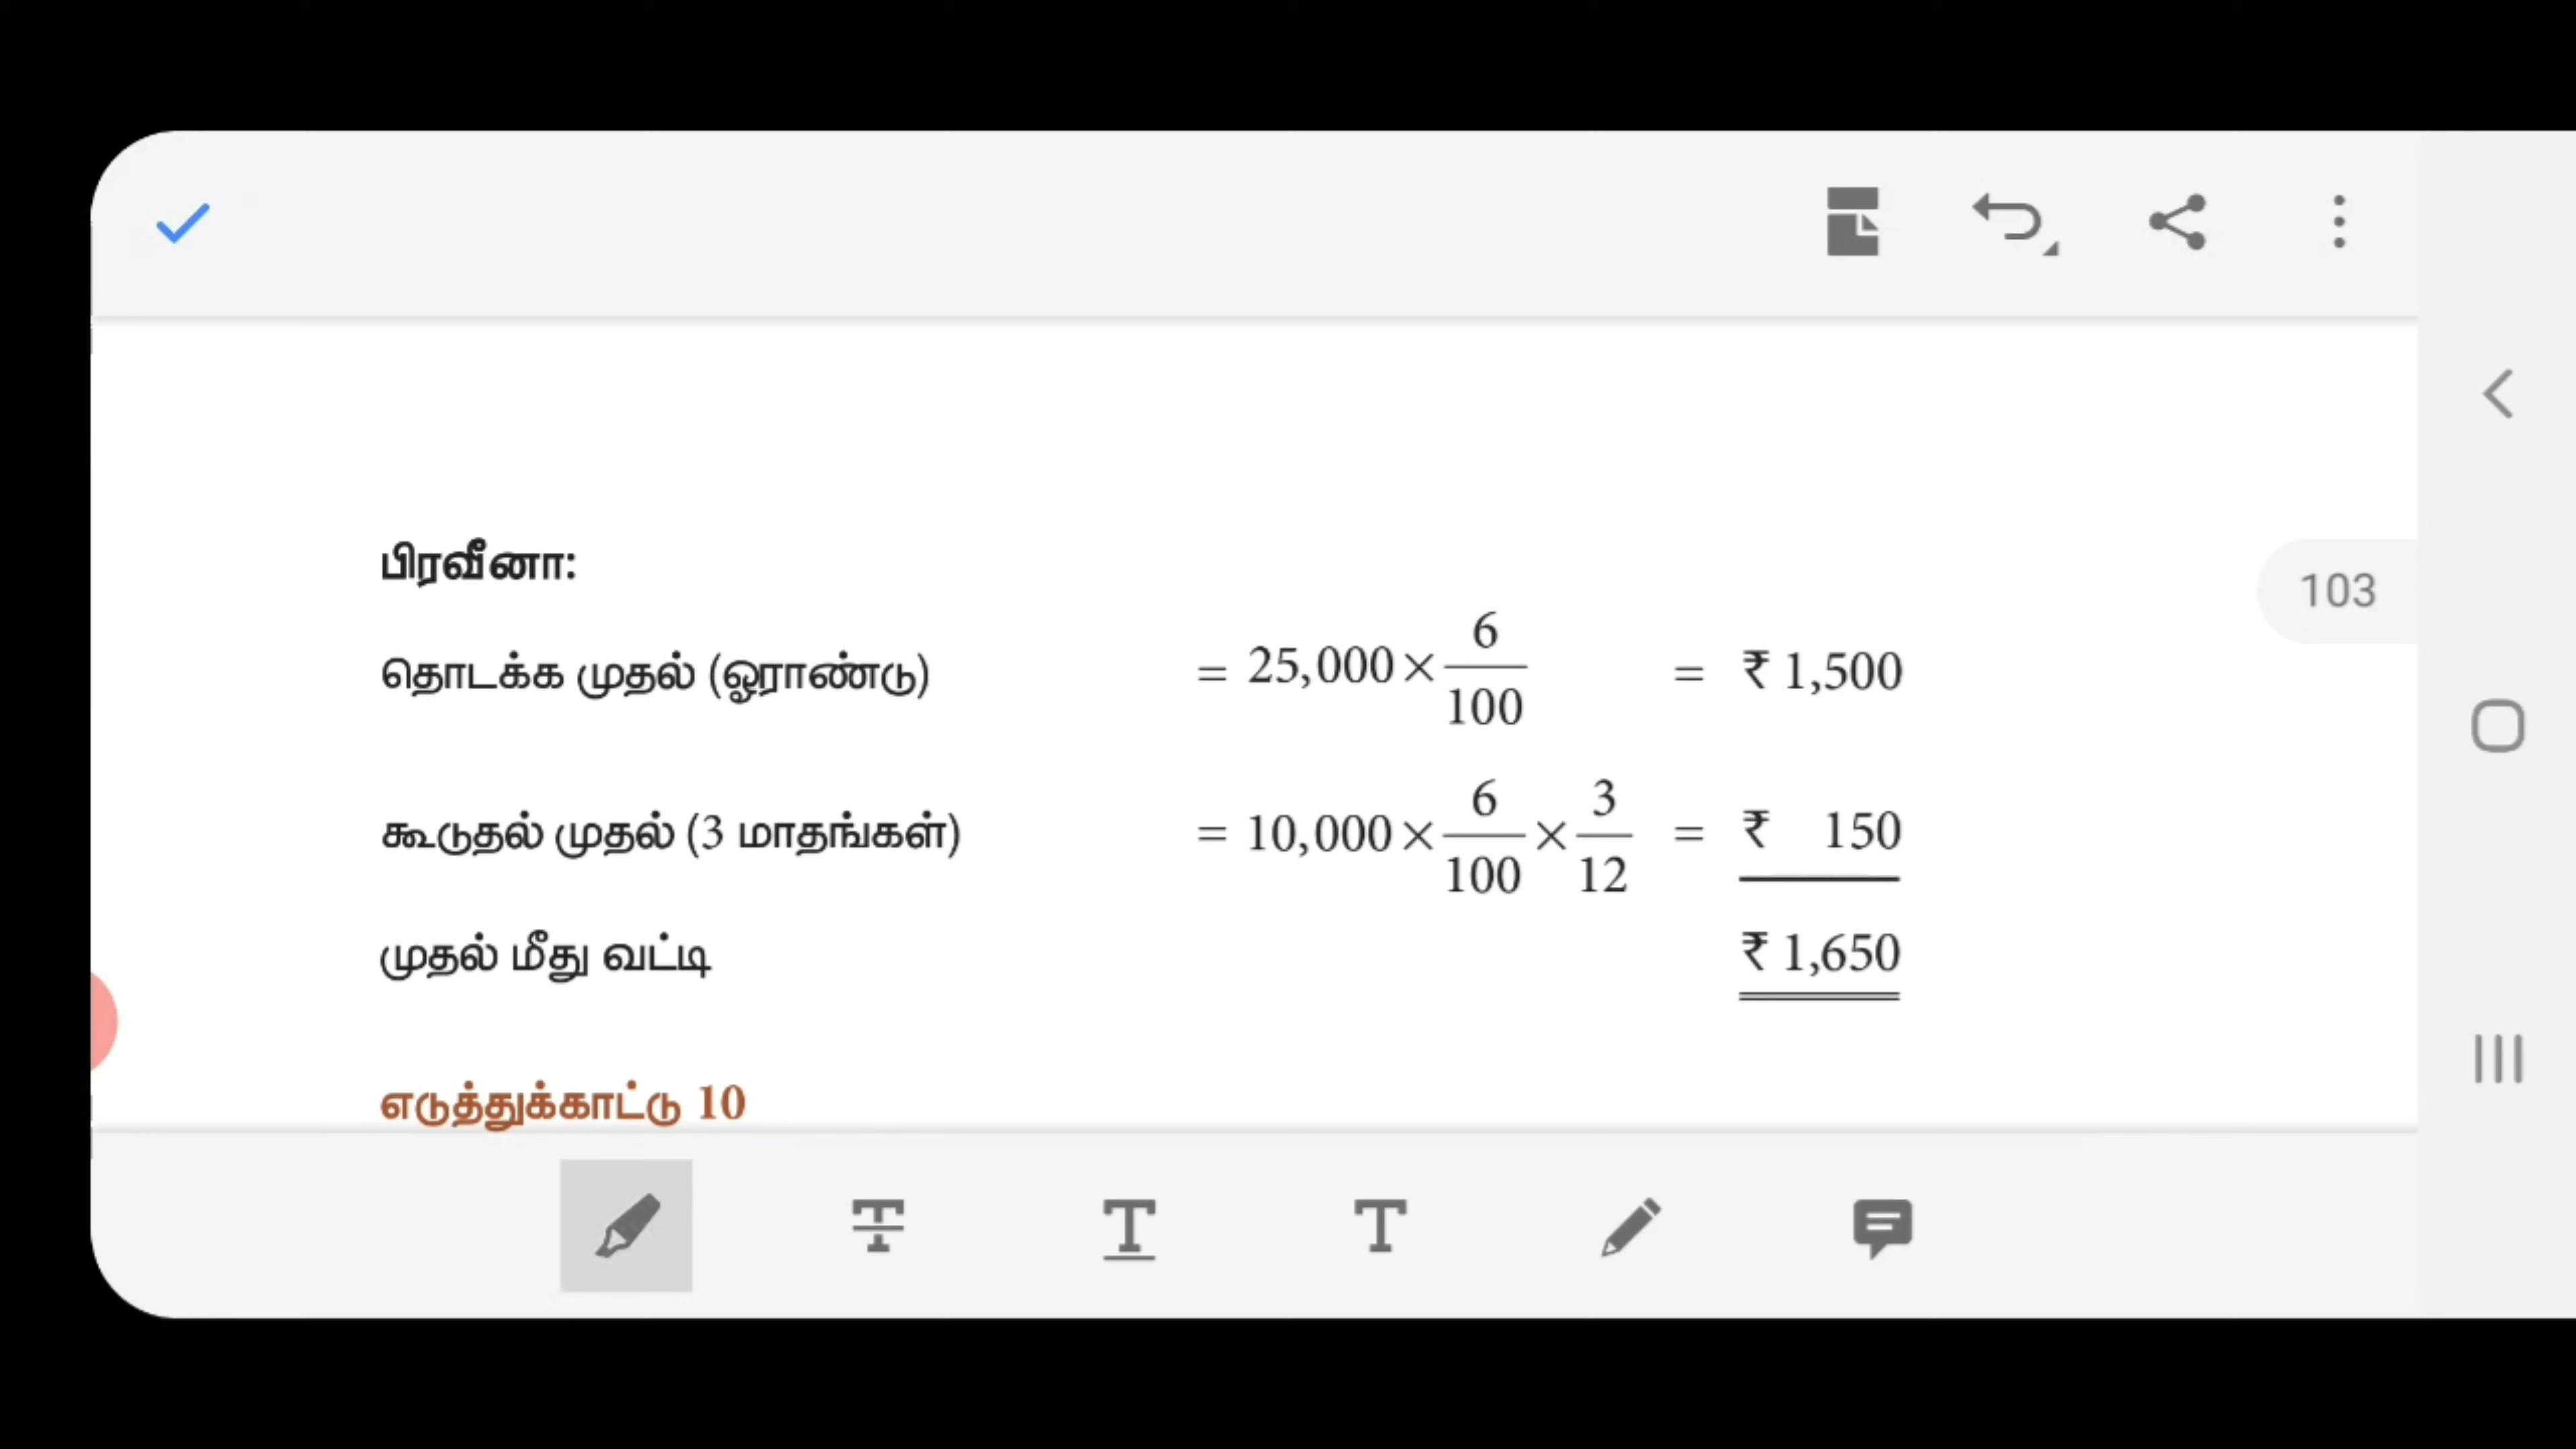 பிரவீனா:
103
தொடக்க முதல் (ஓராண்டு) = 25,000 × 6/100 = ₹ 1,500
கூடுதல் முதல் (3 மாதங்கள்) = 10,000 × 6/100 × 3/12 = ₹ 150
முதல் மீது வட்டி ₹ 1,650
எடுத்துக்காட்டு 10